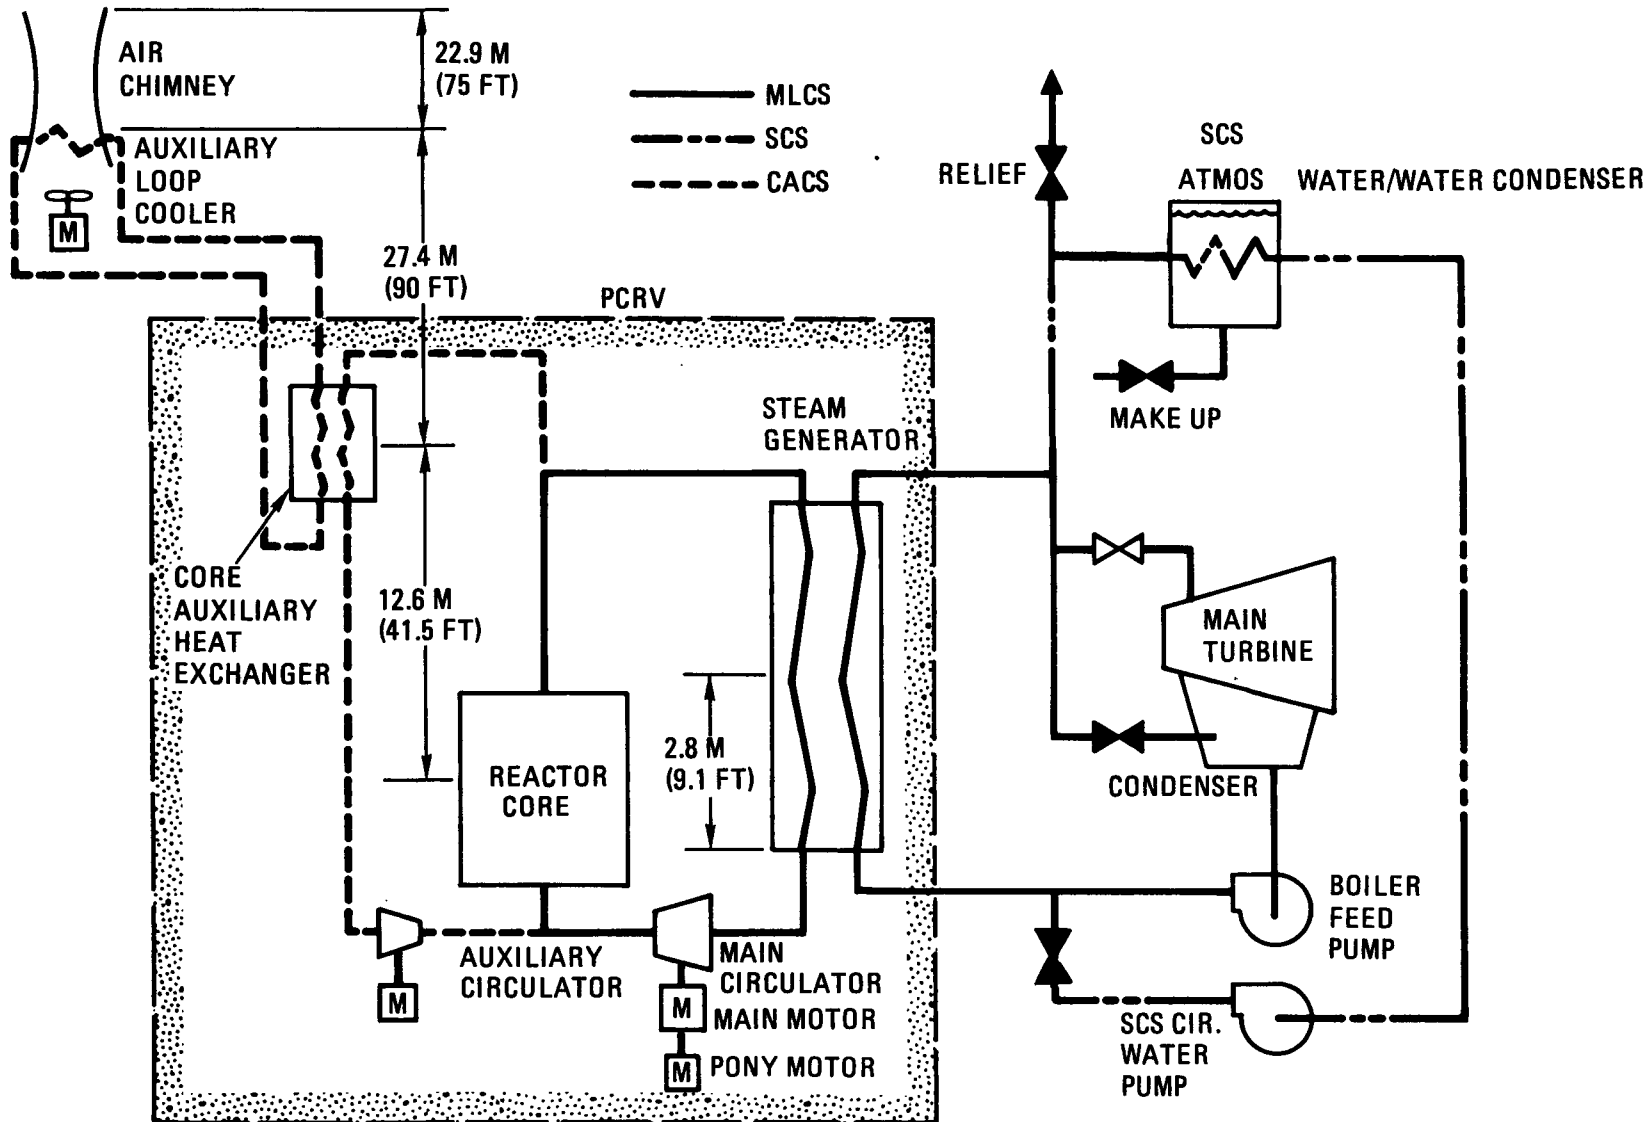 AIR
CHIMNEY
22.9 M
(75 FT)
MLCS
SCS
CACS
AUXILIARY
LOOP
COOLER
M
27.4 M
(90 FT)
PCRV
RELIEF
SCS
ATMOS
WATER/WATER CONDENSER
MAKE UP
STEAM
GENERATOR
CORE
AUXILIARY
HEAT
EXCHANGER
12.6 M
(41.5 FT)
REACTOR
CORE
2.8 M
(9.1 FT)
MAIN
TURBINE
CONDENSER
AUXILIARY
CIRCULATOR
M
MAIN
CIRCULATOR
M
MAIN MOTOR
M
PONY MOTOR
BOILER
FEED
PUMP
SCS CIR.
WATER
PUMP